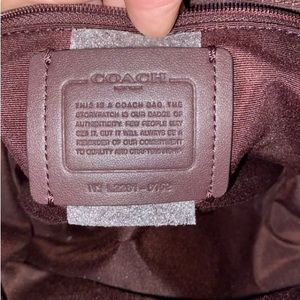 COACH
THIS IS A COACH BAG. THE
STORYPATCH IS OUR BADGE OF
AUTHENTICITY. FEW PEOPLE MAY
SEE IT, BUT IT WILL ALWAYS BE A
REMINDER OF OUR COMMITMENT
TO QUALITY AND CRAFTSMANSHIP.